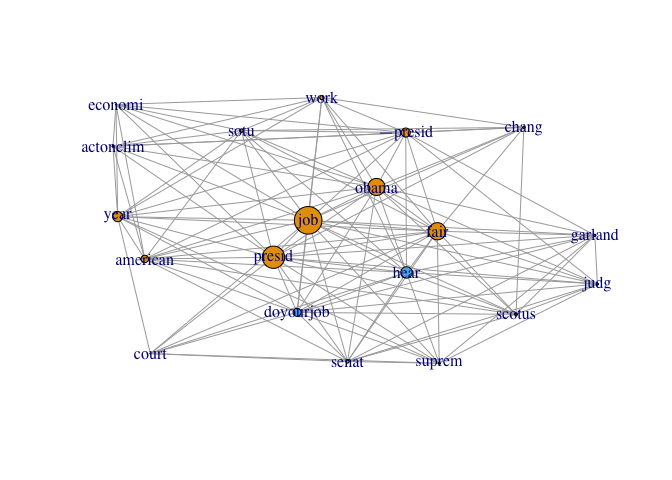 work
economi
sotu
—presid
chang
actonclim
obama
year
job
fair
garland
american
presid
hear
judg
doyourjob
scotus
court
senat
suprem